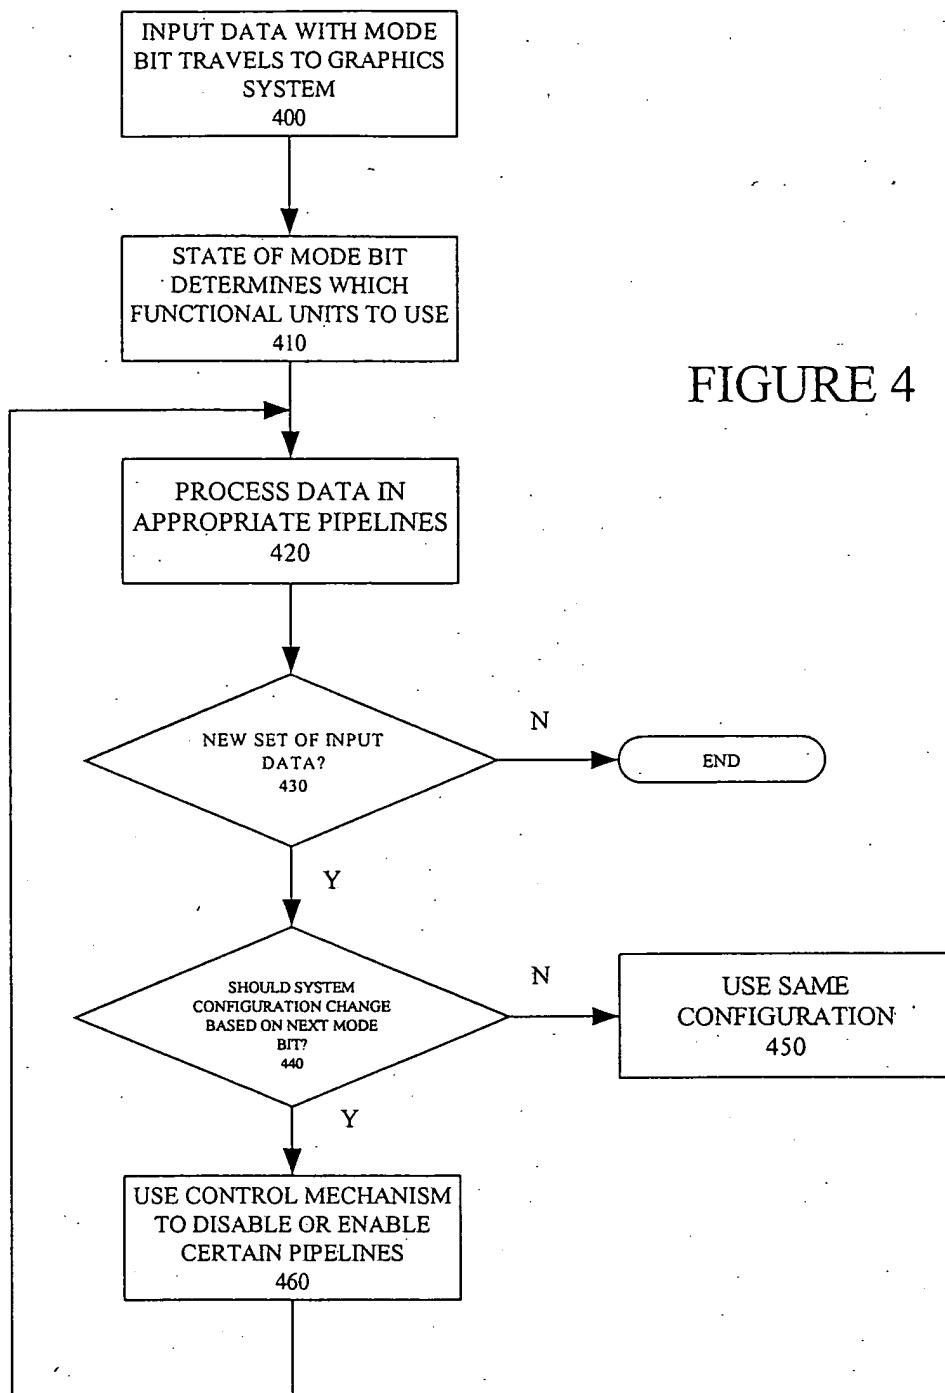 INPUT DATA WITH MODE
BIT TRAVELS TO GRAPHICS
SYSTEM
400
STATE OF MODE BIT
DETERMINES WHICH
FUNCTIONAL UNITS TO USE
410
FIGURE 4
PROCESS DATA IN
APPROPRIATE PIPELINES
420
NEW SET OF INPUT
DATA?
430
N
END
Y
SHOULD SYSTEM
CONFIGURATION CHANGE
BASED ON NEXT MODE
BIT?
440
N
USE SAME
CONFIGURATION
450
Y
USE CONTROL MECHANISM
TO DISABLE OR ENABLE
CERTAIN PIPELINES
460